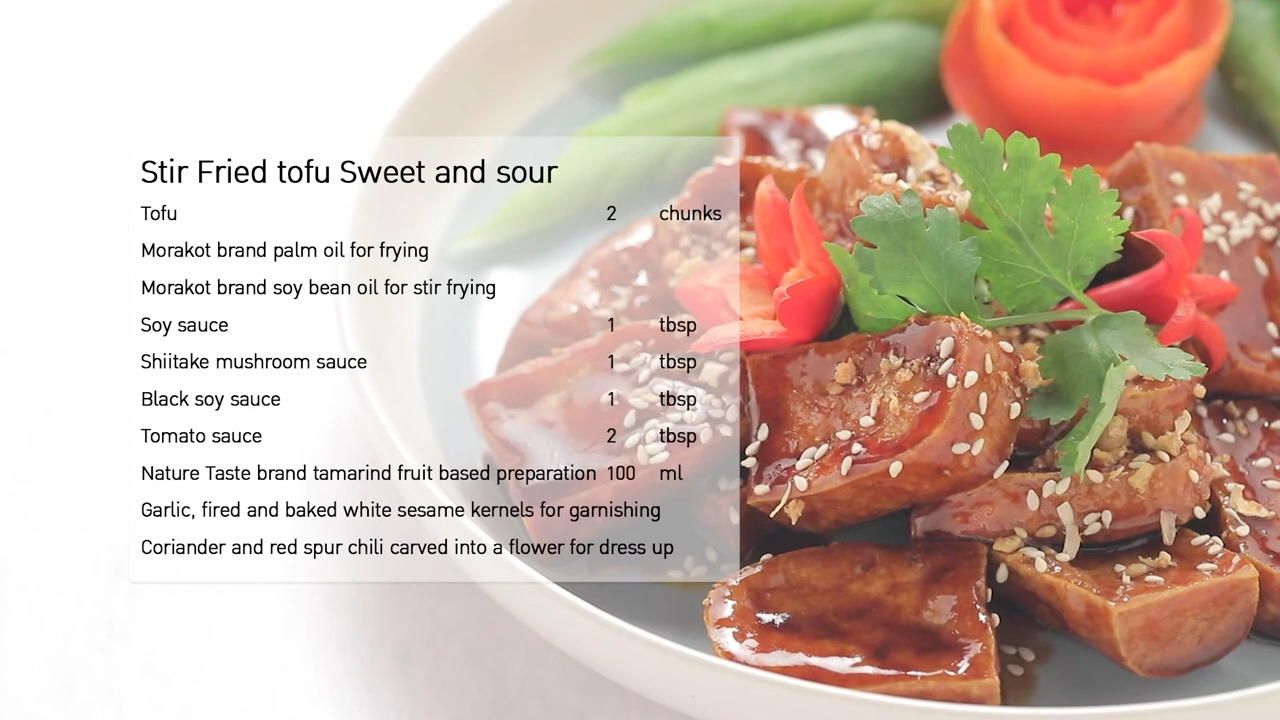 Stir Fried tofu Sweet and sour
Tofu 2 chunks
Morakot brand palm oil for frying
Morakot brand soy bean oil for stir frying
Soy sauce 1 tbsp
Shiitake mushroom sauce 1 tbsp
Black soy sauce 1 tbsp
Tomato sauce 2 tbsp
Nature Taste brand tamarind fruit based preparation 100 ml
Garlic, fired and baked white sesame kernels for garnishing
Coriander and red spur chili carved into a flower for dress up